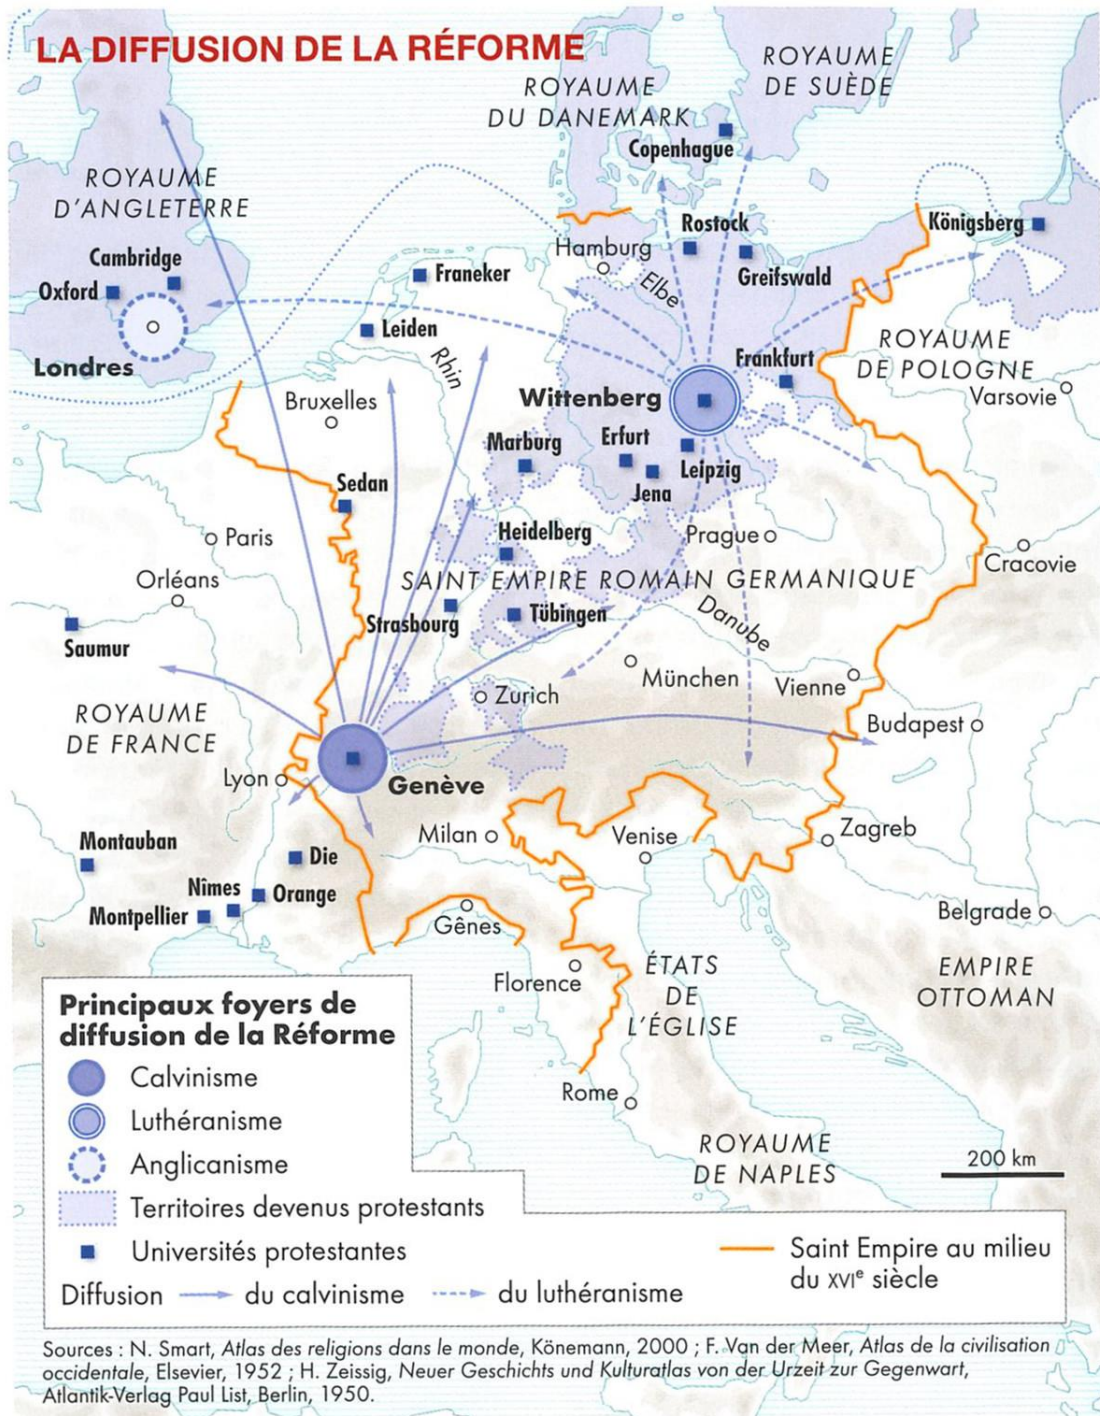 LA DIFFUSION DE LA RÉFORME
ROYAUME
DE SUÈDE
ROYAUME
DU DANEMARK
Copenhague
ROYAUME
D'ANGLETERRE
Cambridge
Oxford
Londres
Franeker
Leiden
Rhin
Hamburg
Elbe
Rostock
Greifswald
Königsberg
ROYAUME
DE POLOGNE
Varsovie
Frankfurt
Wittenberg
Bruxelles
Marburg
Erfurt
Leipzig
Jena
Sedan
Paris
Heidelberg
Prague
Cracovie
Orléans
SAINT EMPIRE ROMAIN GERMANIQUE
Saumur
Strasbourg
Tübingen
Danube
München
Vienne
Zurich
ROYAUME
DE FRANCE
Budapest
Lyon
Genève
Milan
Venise
Zagreb
Montauban
Die
Nîmes
Orange
Montpellier
Gênes
Belgrade
Florence
ÉTATS
DE
L'ÉGLISE
EMPIRE
OTTOMAN
Rome
ROYAUME
DE NAPLES
200 km
Principaux foyers de
diffusion de la Réforme
Calvinisme
Luthéranisme
Anglicanisme
Territoires devenus protestants
Universités protestantes
Diffusion du calvinisme du luthéranisme
Saint Empire au milieu
du XVIe siècle
Sources : N. Smart, Atlas des religions dans le monde, Könemann, 2000 ; F. Van der Meer, Atlas de la civilisation
occidentale, Elsevier, 1952 ; H. Zeissig, Neuer Geschichts und Kulturatlas von der Urzeit zur Gegenwart,
Atlantik-Verlag Paul List, Berlin, 1950.